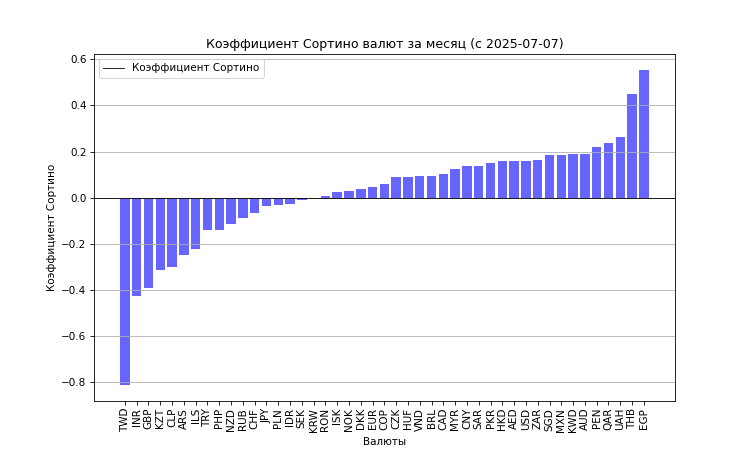 Коэффициент Сортино валют за месяц (с 2025-07-07)
Коэффициент Сортино
0.6
0.4
0.2
0.0
−0.2
−0.4
−0.6
−0.8
Коэффициент Сортино
TWD INR GBP KZT CLP ARS ILS TRY PHP NZD RUB CHF JPY PLN IDR SEK KRW RON ISK NOK DKK EUR COP CZK HUF VND BRL CAD MYR CNY SAR PKR HKD AED USD ZAR SGD MXN KWD AUD PEN QAR UAH THB EGP
Валюты